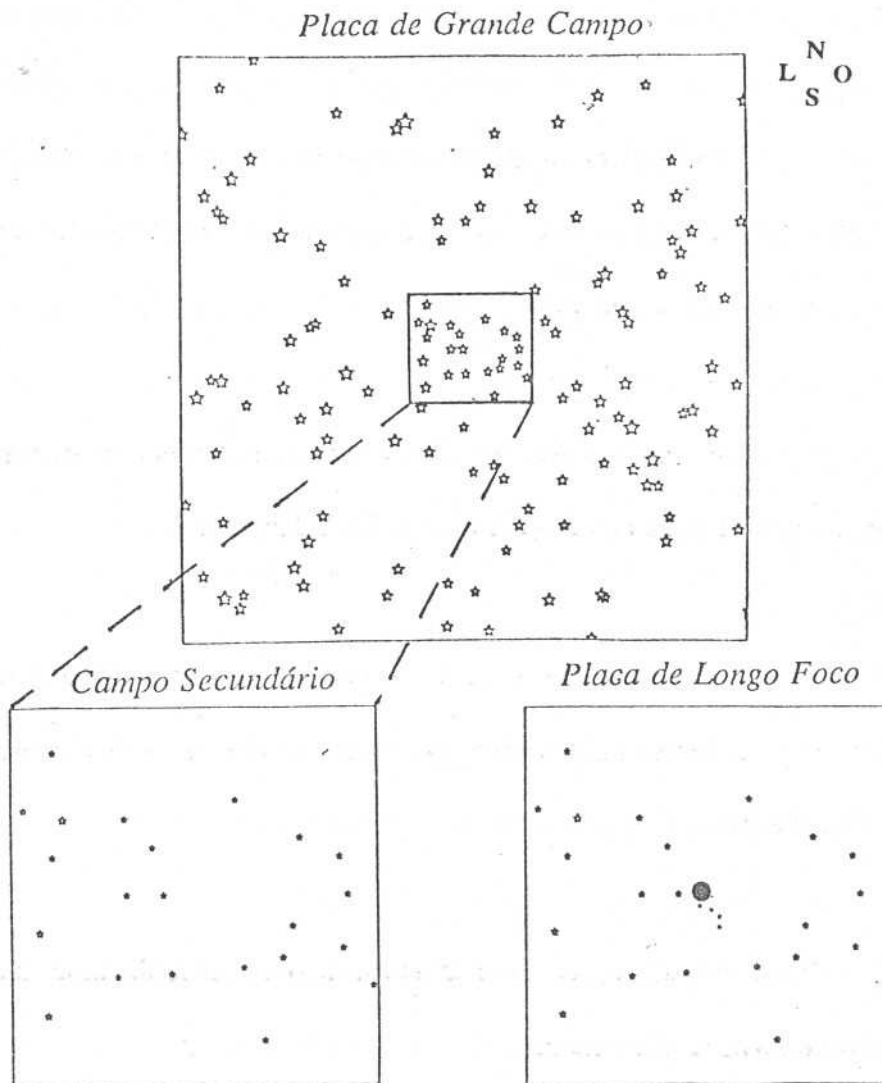 Placa de Grande Campo
N
L O
S
Campo Secundário
Placa de Longo Foco